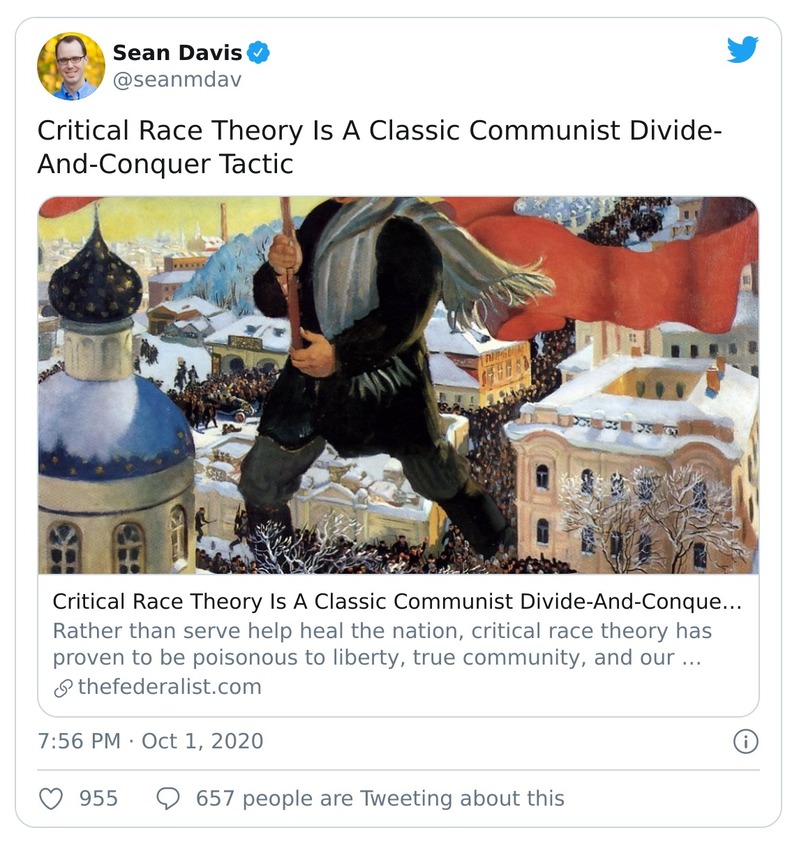 Sean Davis
@seanmdav
Critical Race Theory Is A Classic Communist Divide-
And-Conquer Tactic
Critical Race Theory Is A Classic Communist Divide-And-Conque...
Rather than serve help heal the nation, critical race theory has
proven to be poisonous to liberty, true community, and our ...
thefederalist.com
7:56 PM · Oct 1, 2020
955 657 people are Tweeting about this